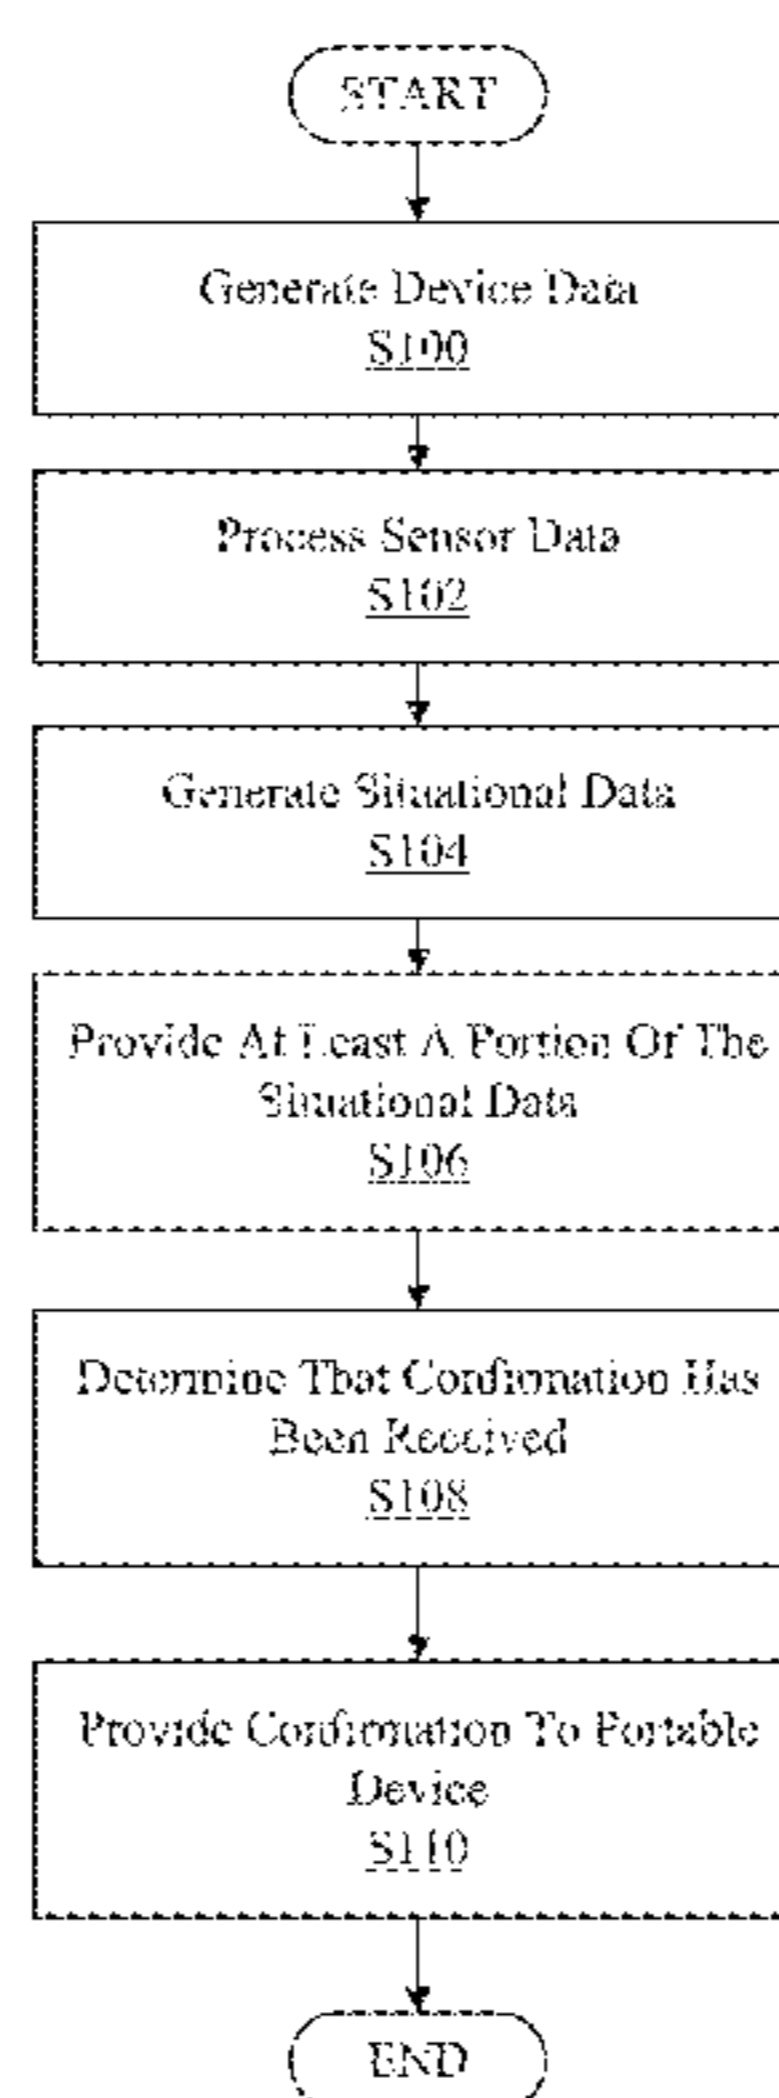 START
Generate Device Data
S100
Process Sensor Data
S102
Generate Situational Data
S104
Provide At Least A Portion Of The
Situational Data
S106
Determine That Confirmation Has
Been Received
S108
Provide Confirmation To Portable
Device
S110
END